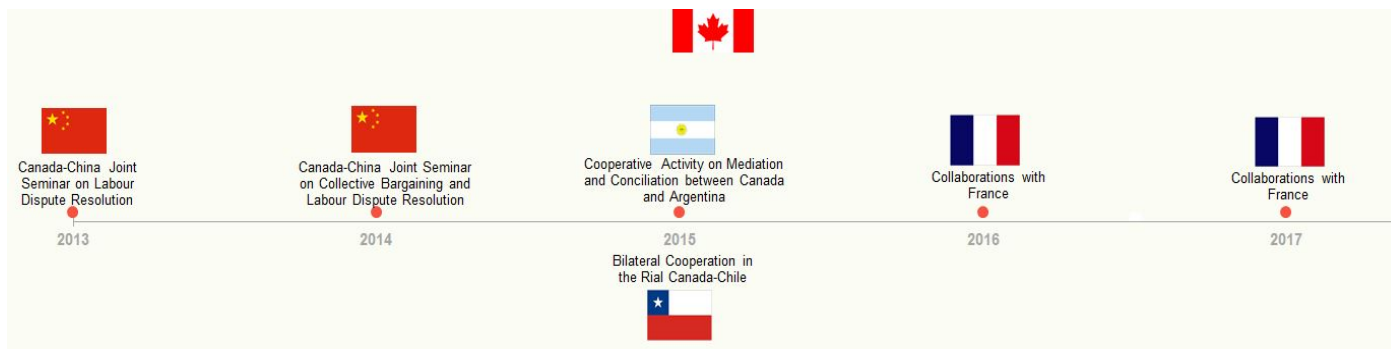 Canada-China Joint
Seminar on Labour
Dispute Resolution
2013
Canada-China Joint Seminar
on Collective Bargaining and
Labour Dispute Resolution
2014
Cooperative Activity on Mediation
and Conciliation between Canada
and Argentina
2015
Bilateral Cooperation in
the Rial Canada-Chile
Collaborations with
France
2016
Collaborations with
France
2017